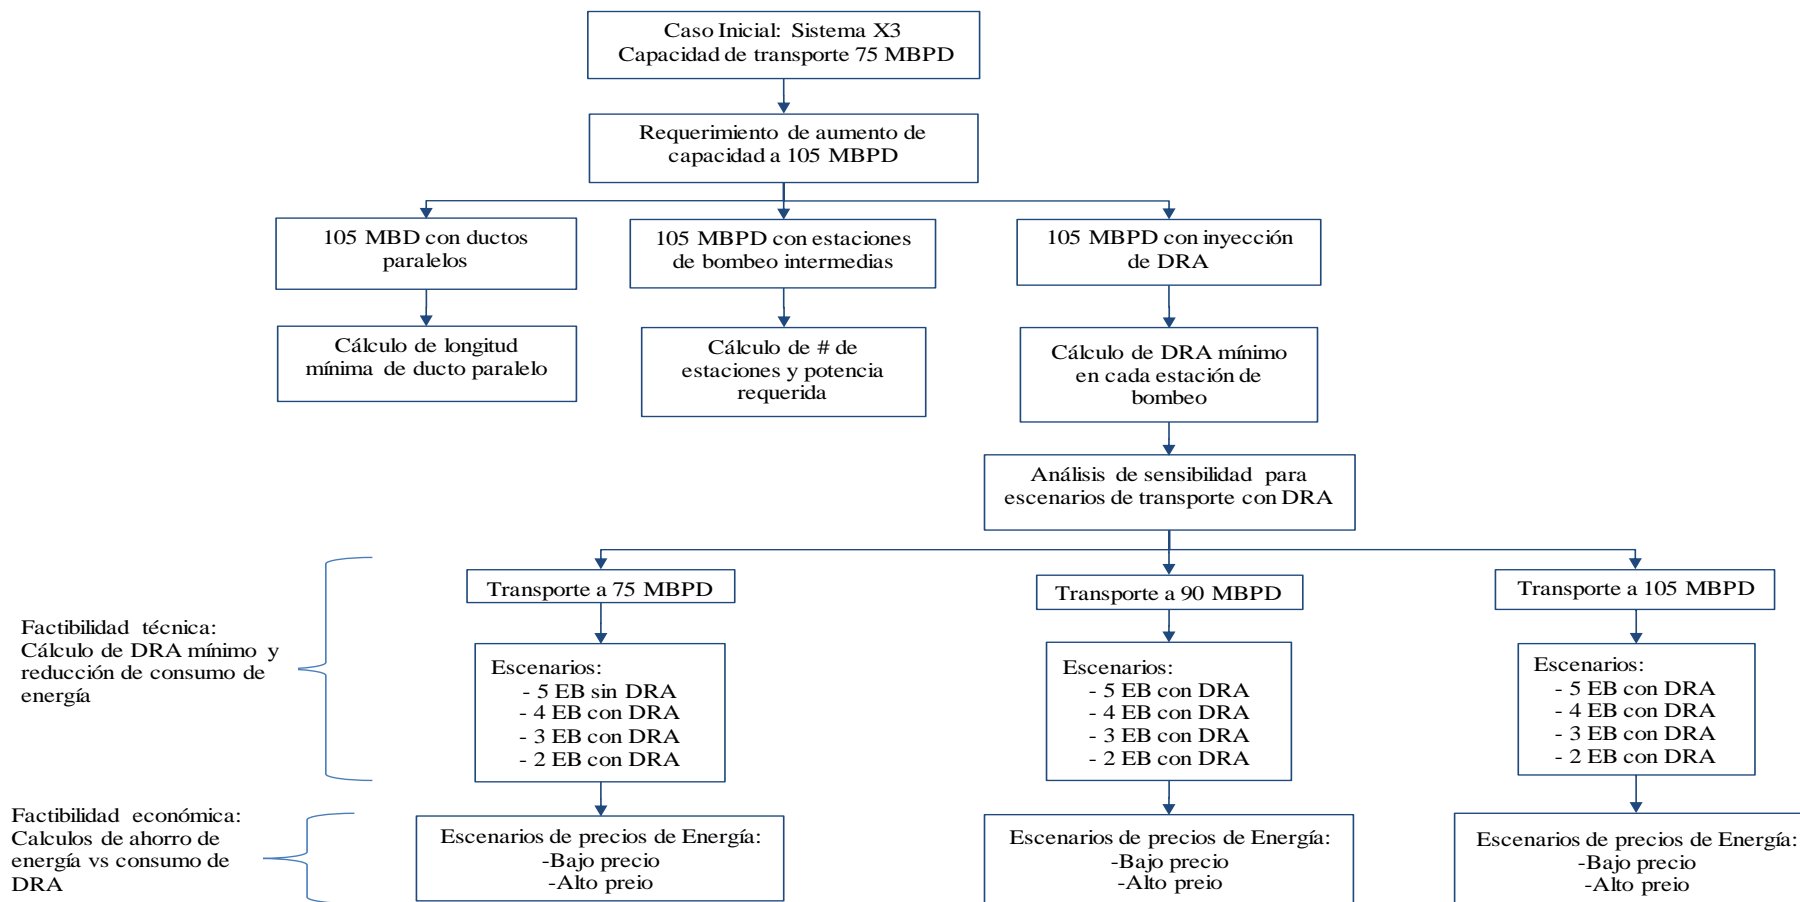 Caso Inicial: Sistema X3
Capacidad de transporte 75 MBPD
Requerimiento de aumento de
capacidad a 105 MBPD
105 MBD con ductos
paralelos
105 MBPD con estaciones
de bombeo intermedias
105 MBPD con inyección
de DRA
Cálculo de longitud
mínima de ducto paralelo
Cálculo de # de
estaciones y potencia
requerida
Cálculo de DRA mínimo
en cada estación de
bombeo
Análisis de sensibilidad para
escenarios de transporte con DRA
Transporte a 75 MBPD
Transporte a 90 MBPD
Transporte a 105 MBPD
Factibilidad técnica:
Cálculo de DRA mínimo y
reducción de consumo de
energía
Escenarios:
- 5 EB sin DRA
- 4 EB con DRA
- 3 EB con DRA
- 2 EB con DRA
Escenarios:
- 5 EB con DRA
- 4 EB con DRA
- 3 EB con DRA
- 2 EB con DRA
Escenarios:
- 5 EB con DRA
- 4 EB con DRA
- 3 EB con DRA
- 2 EB con DRA
Factibilidad económica:
Calculos de ahorro de
energía vs consumo de
DRA
Escenarios de precios de Energía:
-Bajo precio
-Alto preio
Escenarios de precios de Energía:
-Bajo precio
-Alto preio
Escenarios de precios de Energía:
-Bajo precio
-Alto preio